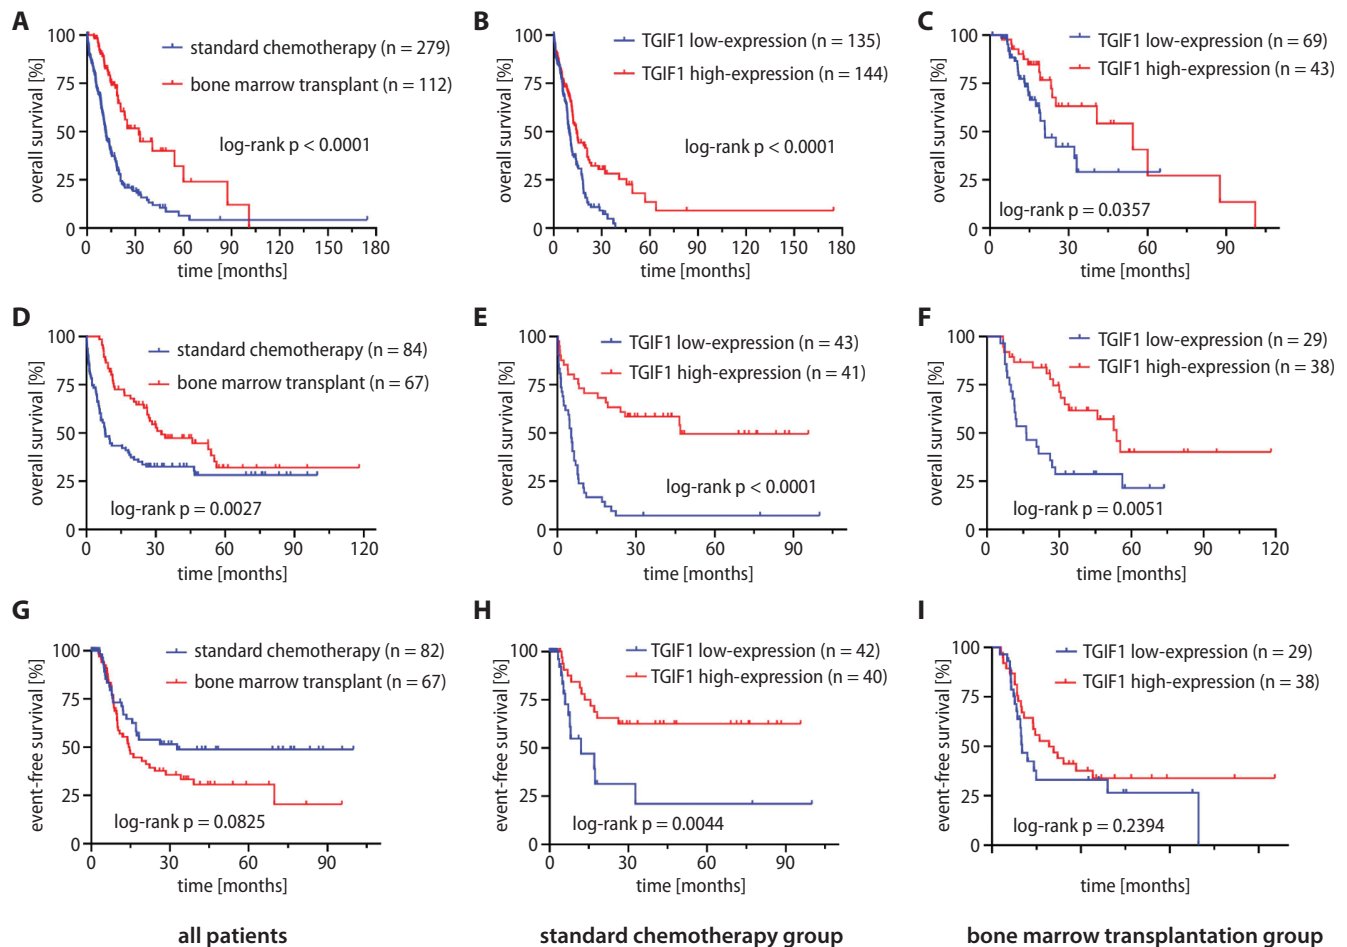 A
overall survival [%]
100
75
50
25
0
standard chemotherapy (n = 279)
bone marrow transplant (n = 112)
log-rank p < 0.0001
0 30 60 90 120 150 180
time [months]
B
overall survival [%]
100
75
50
25
0
TGIF1 low-expression (n = 135)
TGIF1 high-expression (n = 144)
log-rank p < 0.0001
0 30 60 90 115 150 180
time [months]
C
overall survival [%]
100
75
50
25
0
TGIF1 low-expression (n = 69)
TGIF1 high-expression (n = 43)
log-rank p = 0.0357
0 30 60 90
time [months]
D
overall survival [%]
100
75
50
25
0
standard chemotherapy (n = 84)
bone marrow transplant (n = 67)
log-rank p = 0.0027
0 30 60 90 120
time [months]
E
overall survival [%]
100
75
50
25
0
TGIF1 low-expression (n = 43)
TGIF1 high-expression (n = 41)
log-rank p < 0.0001
0 30 60 90
time [months]
F
overall survival [%]
100
75
50
25
0
TGIF1 low-expression (n = 29)
TGIF1 high-expression (n = 38)
log-rank p = 0.0051
0 30 60 90 120
time [months]
G
event-free survival [%]
100
75
50
25
0
standard chemotherapy (n = 82)
bone marrow transplant (n = 67)
log-rank p = 0.0825
0 30 60 90
time [months]
H
event-free survival [%]
100
75
50
25
0
TGIF1 low-expression (n = 42)
TGIF1 high-expression (n = 40)
log-rank p = 0.0044
0 30 60 90
time [months]
I
event-free survival [%]
100
75
50
25
0
TGIF1 low-expression (n = 29)
TGIF1 high-expression (n = 38)
log-rank p = 0.2394
time [months]
all patients
standard chemotherapy group
bone marrow transplantation group